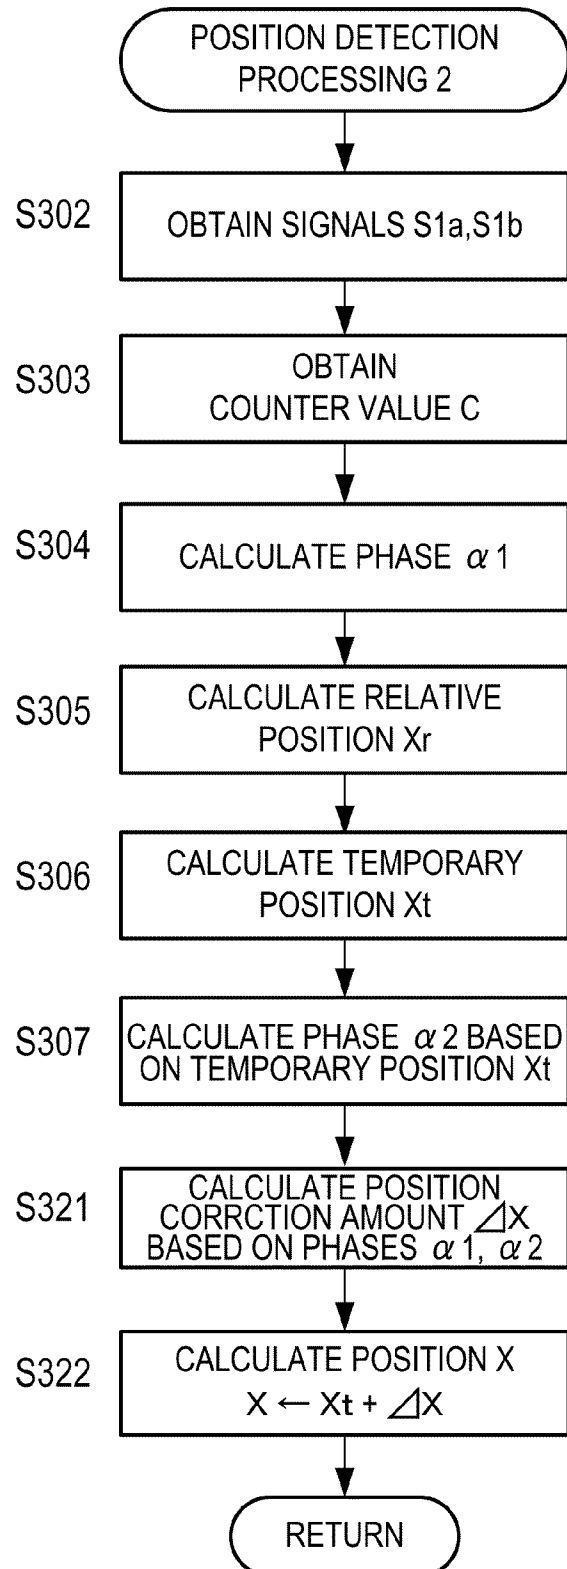 POSITION DETECTION
PROCESSING 2
S302
OBTAIN SIGNALS S1a,S1b
S303
OBTAIN
COUNTER VALUE C
S304
CALCULATE PHASE α1
S305
CALCULATE RELATIVE
POSITION Xr
S306
CALCULATE TEMPORARY
POSITION Xt
S307
CALCULATE PHASE α2 BASED
ON TEMPORARY POSITION Xt
S321
CALCULATE POSITION
CORRCTION AMOUNT ⊿X
BASED ON PHASES α1, α2
S322
CALCULATE POSITION X
X ← Xt + ⊿X
RETURN